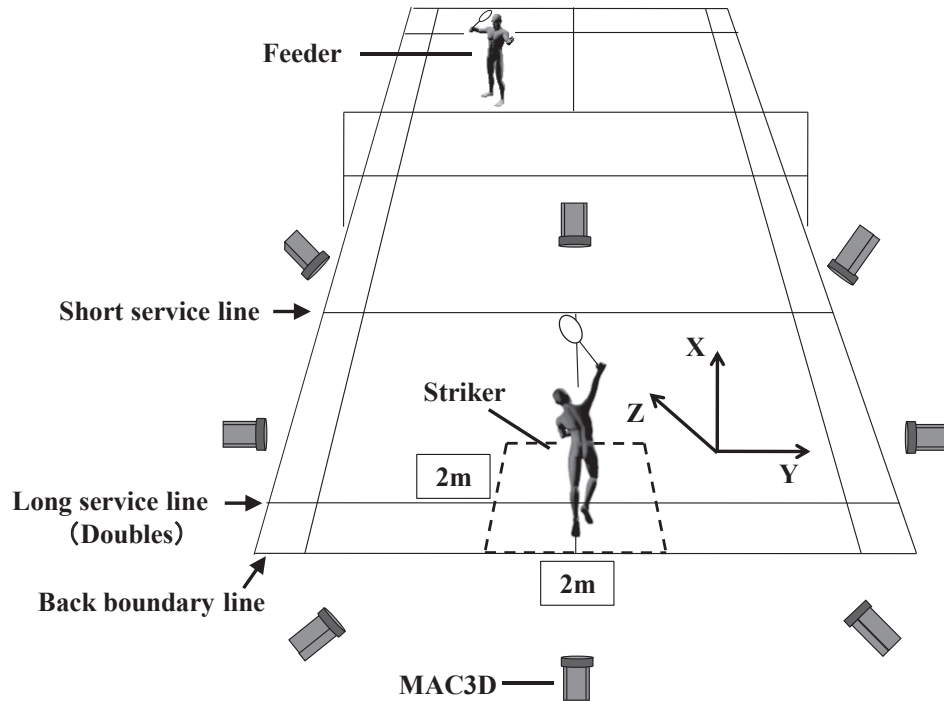 Feeder
Short service line
X
Striker
Z
Y
2m
Long service line
（Doubles）
2m
Back boundary line
MAC3D